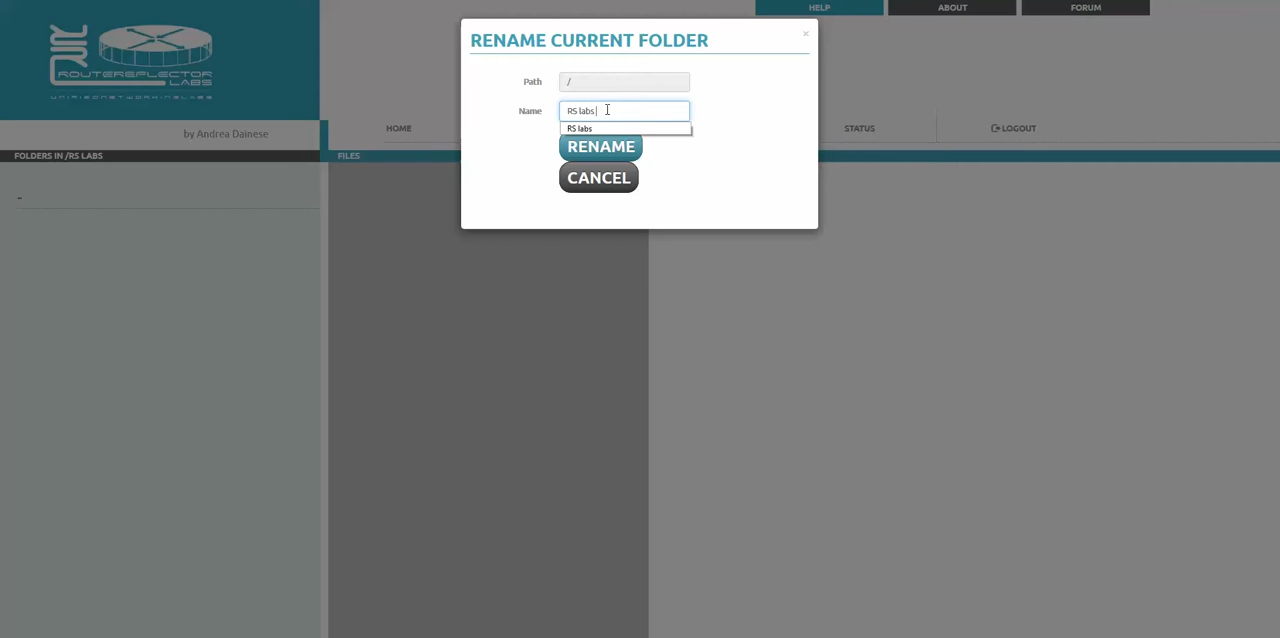 HELP
ABOUT
FORUM
RENAME CURRENT FOLDER
×
Path
/
Name
RS labs
RS labs
RENAME
CANCEL
ROUTEREFLECTOR
LABS
by Andrea Dainese
HOME
STATUS
LOGOUT
FOLDERS IN /RS LABS
FILES
..